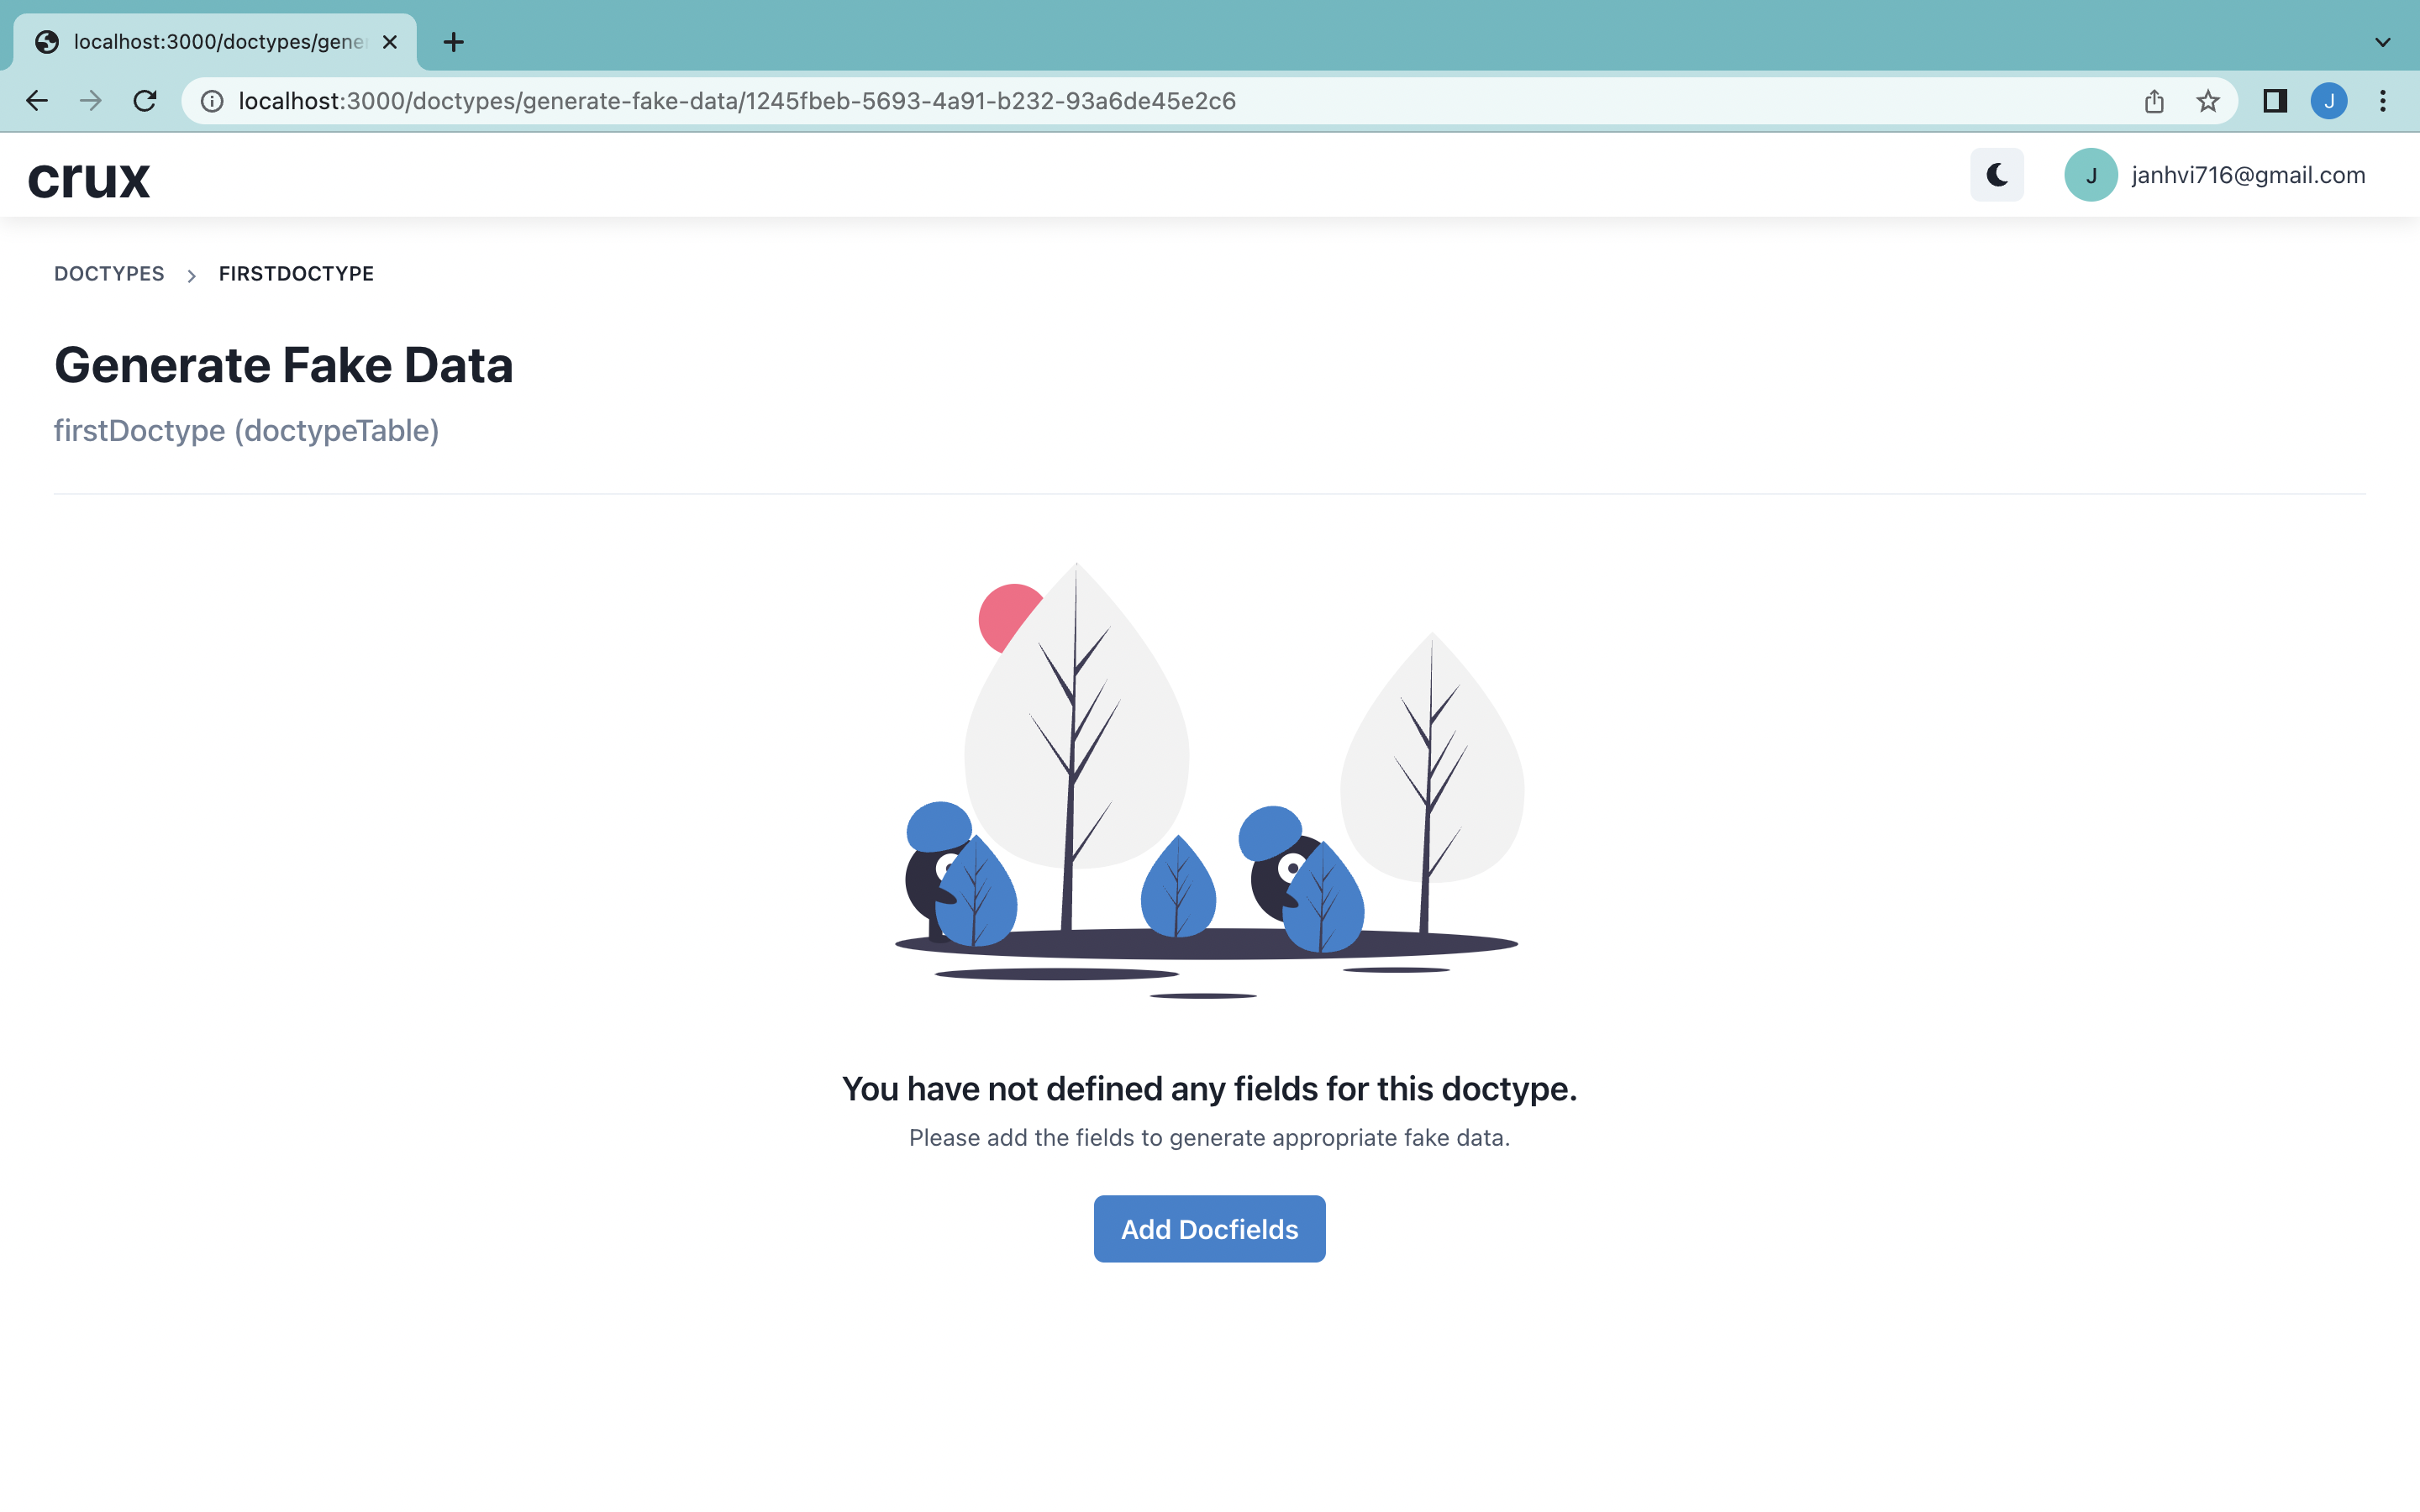 localhost:3000/doctypes/gene
localhost:3000/doctypes/generate-fake-data/1245fbeb-5693-4a91-b232-93a6de45e2c6
J
crux
J janhvi716@gmail.com
DOCTYPES > FIRSTDOCTYPE
Generate Fake Data
firstDoctype (doctypeTable)
You have not defined any fields for this doctype.
Please add the fields to generate appropriate fake data.
Add Docfields